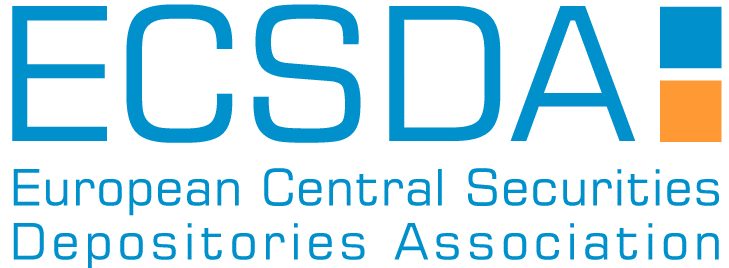 ECSDA
European Central Securities
Depositories Association